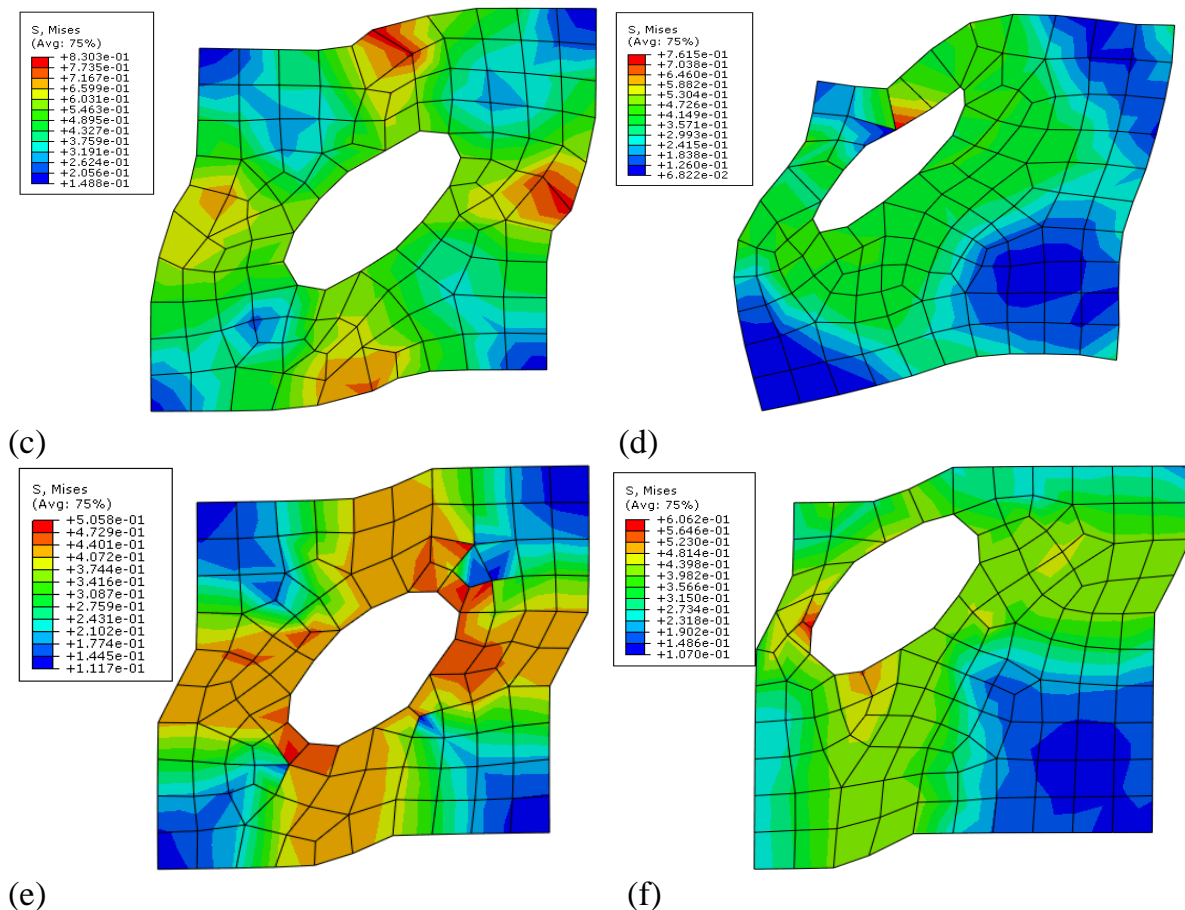 S, Mises
(Avg: 75%)
+8.303e-01
+7.735e-01
+7.167e-01
+6.599e-01
+6.031e-01
+5.463e-01
+4.895e-01
+4.327e-01
+3.759e-01
+3.191e-01
+2.624e-01
+2.056e-01
+1.488e-01
S, Mises
(Avg: 75%)
+7.615e-01
+7.038e-01
+6.460e-01
+5.882e-01
+5.304e-01
+4.726e-01
+4.149e-01
+3.571e-01
+2.993e-01
+2.415e-01
+1.838e-01
+1.260e-01
+6.822e-02
(c)
(d)
S, Mises
(Avg: 75%)
+5.058e-01
+4.729e-01
+4.401e-01
+4.072e-01
+3.744e-01
+3.416e-01
+3.087e-01
+2.759e-01
+2.431e-01
+2.102e-01
+1.774e-01
+1.445e-01
+1.117e-01
S, Mises
(Avg: 75%)
+6.062e-01
+5.646e-01
+5.230e-01
+4.814e-01
+4.398e-01
+3.982e-01
+3.566e-01
+3.150e-01
+2.734e-01
+2.318e-01
+1.902e-01
+1.486e-01
+1.070e-01
(e)
(f)